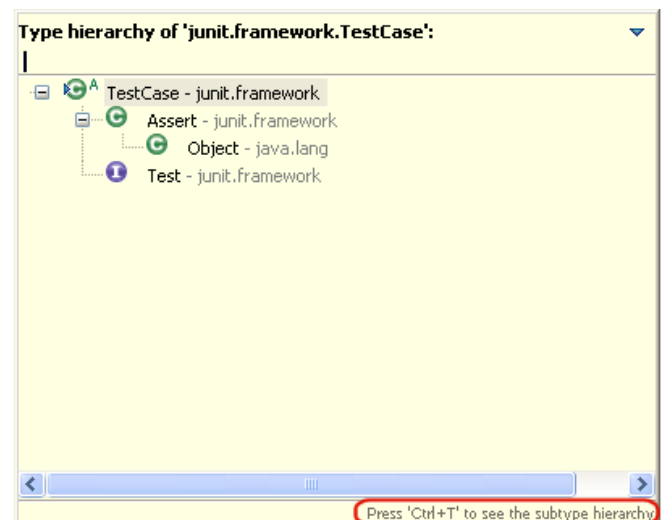 Type hierarchy of 'junit.framework.TestCase':
A TestCase - junit.framework
C Assert - junit.framework
C Object - java.lang
I Test - junit.framework
Press 'Ctrl+T' to see the subtype hierarchy